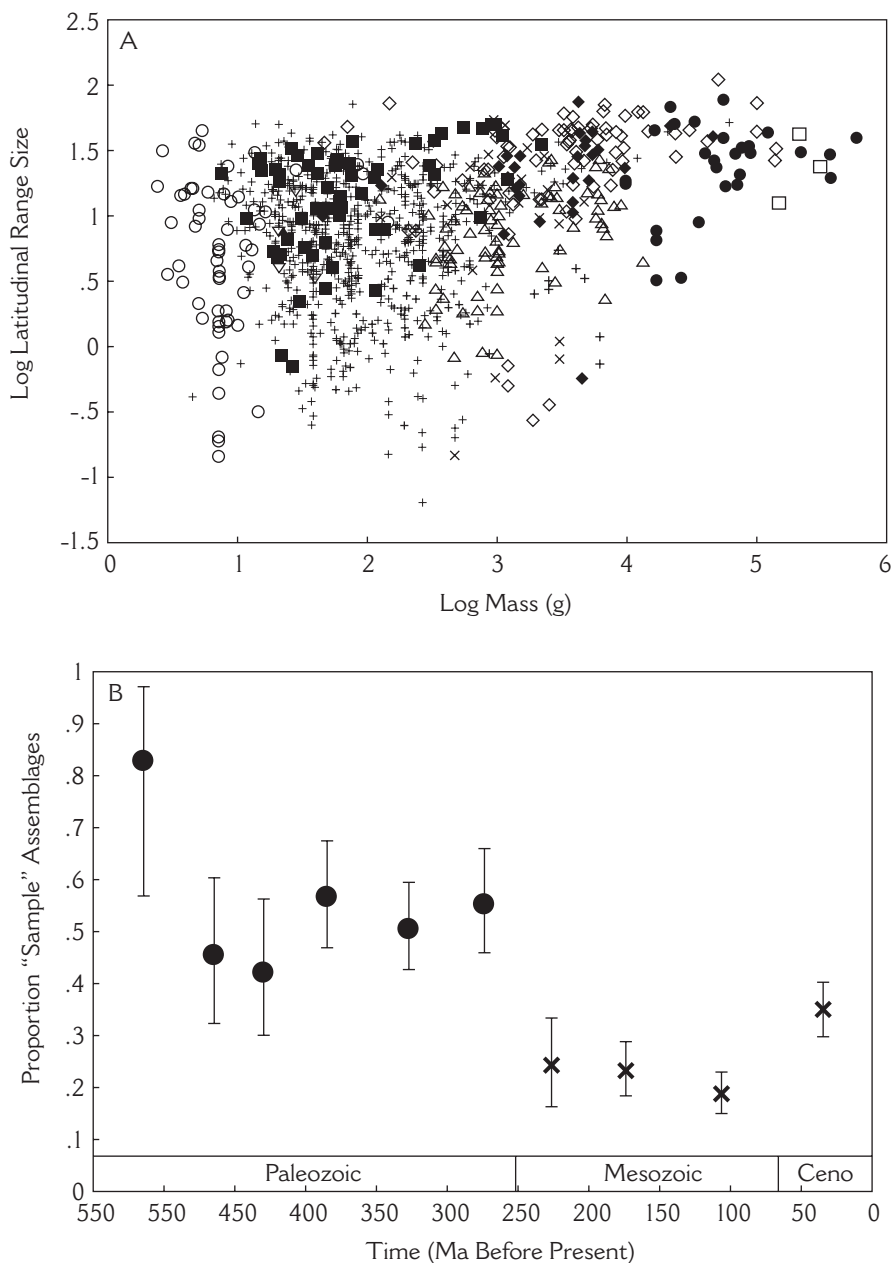 A
2.5
2
1.5
1
.5
0
-.5
-1
-1.5
Log Latitudinal Range Size
0 1 2 3 4 5 6
Log Mass (g)
B
1
.9
.8
.7
.6
.5
.4
.3
.2
.1
0
Proportion “Sample” Assemblages
Paleozoic Mesozoic Ceno
550 550 450 400 350 300 250 200 150 100 50 0
Time (Ma Before Present)